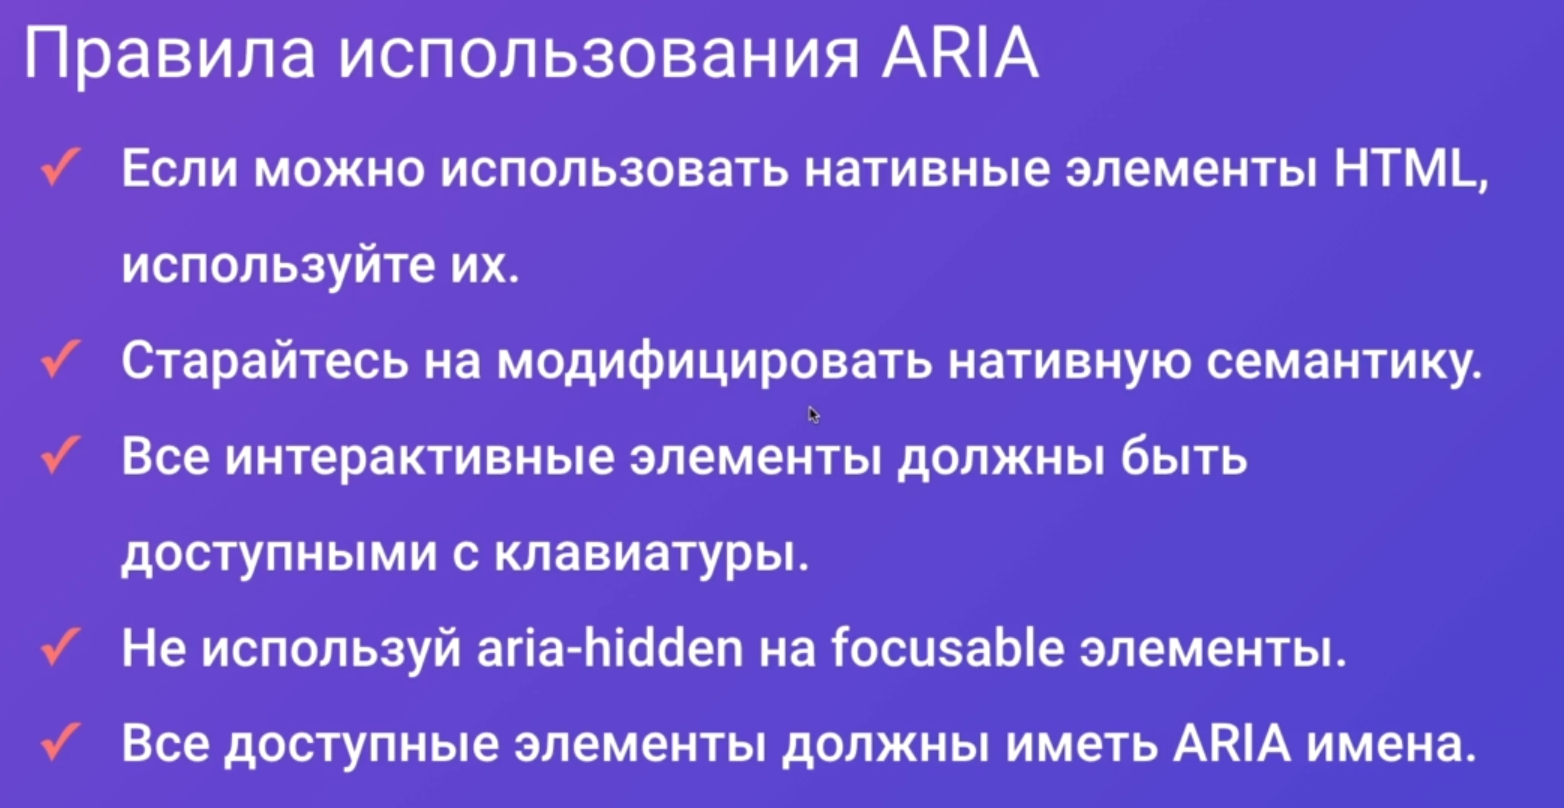 Правила использования ARIA
Если можно использовать нативные элементы HTML,
используйте их.
Старайтесь на модифицировать нативную семантику.
Все интерактивные элементы должны быть
доступными с клавиатуры.
Не используй aria-hidden на focusable элементы.
Все доступные элементы должны иметь ARIA имена.